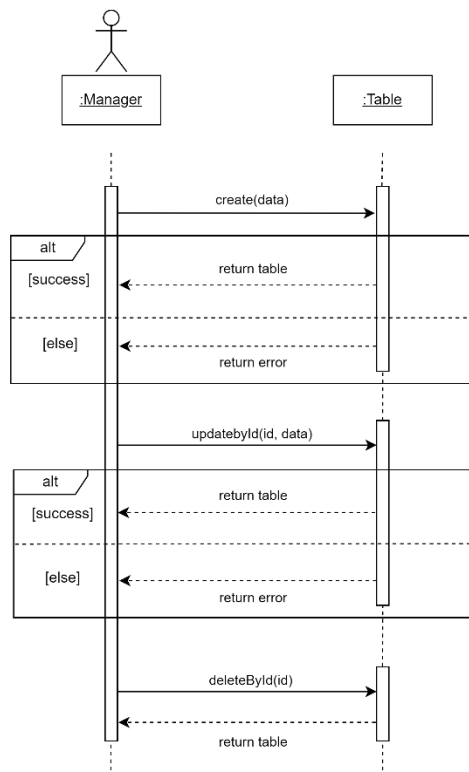 :Manager
:Table
create(data)
alt
[success]
return table
[else]
return error
updatebyId(id, data)
alt
[success]
return table
[else]
return error
deleteById(id)
return table